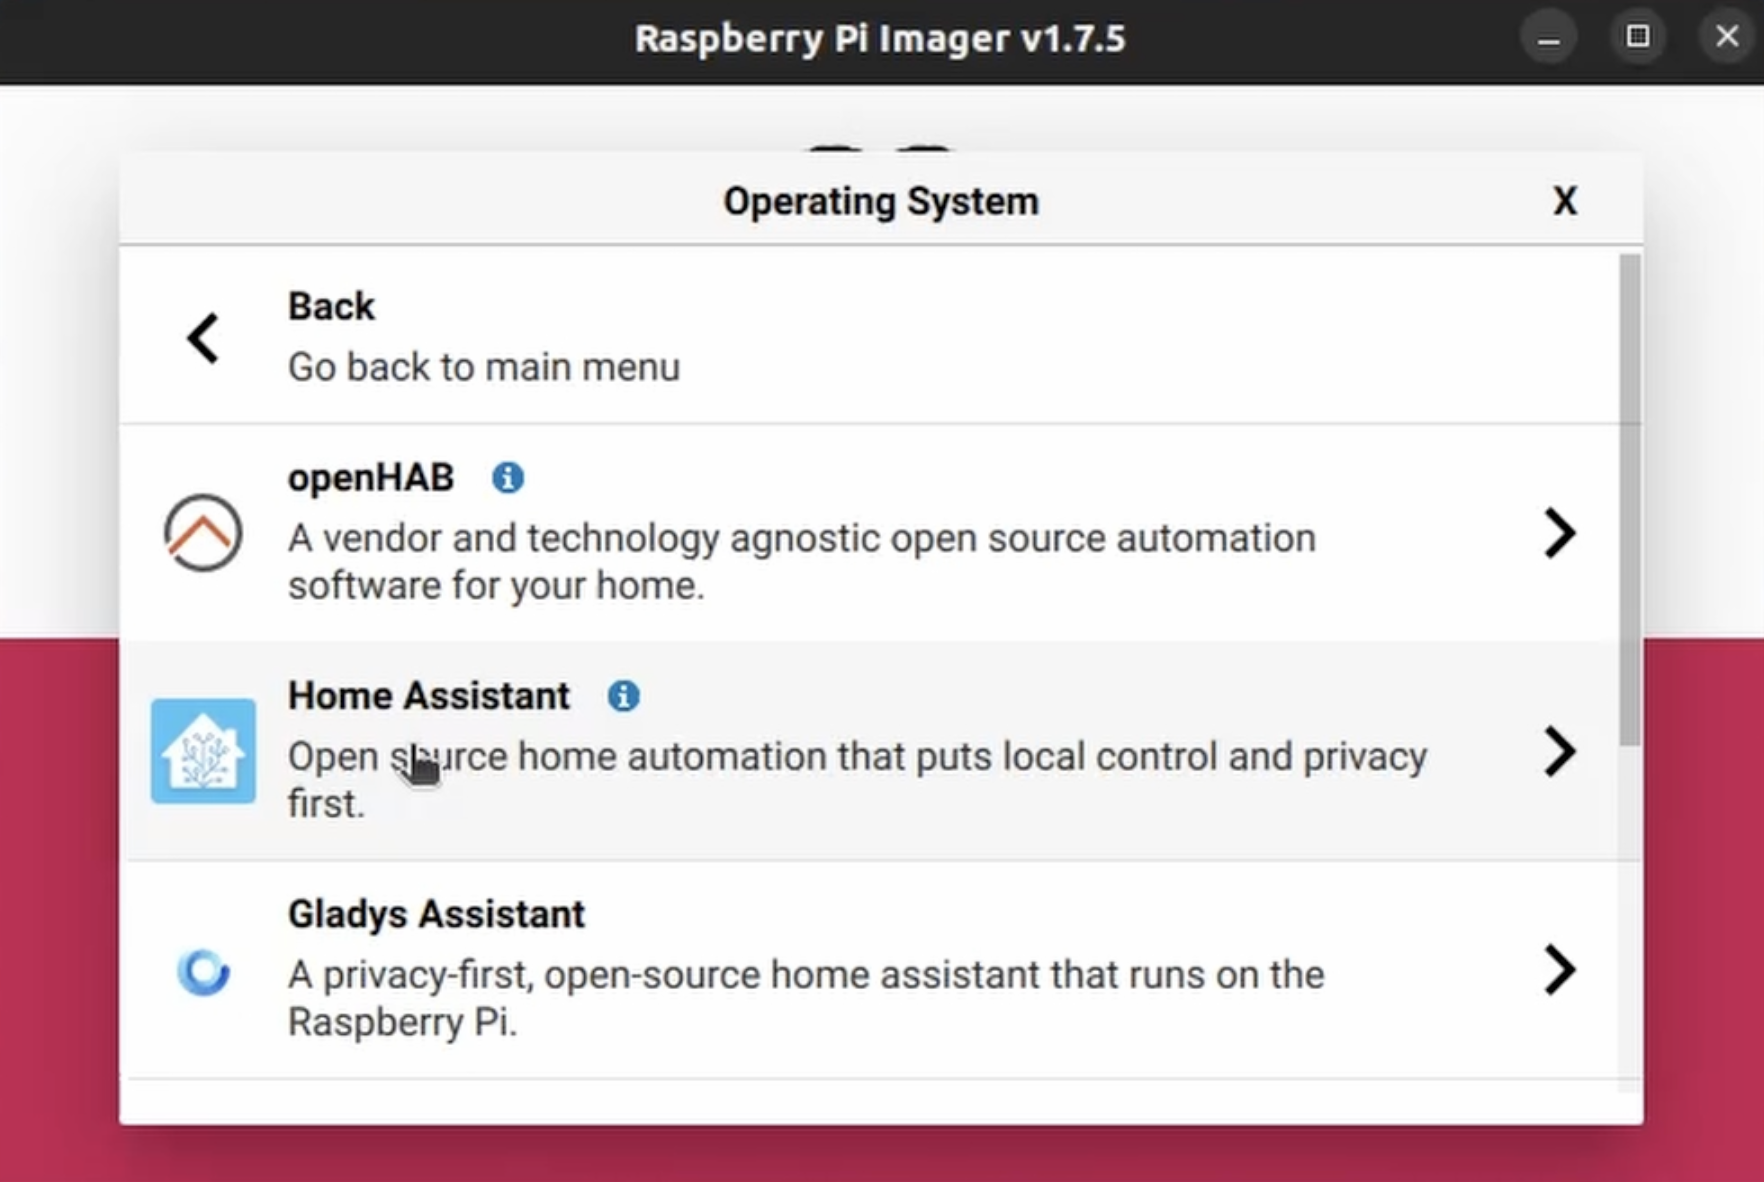 Raspberry Pi Imager v1.7.5
Operating System
X
Back
Go back to main menu
openHAB
A vendor and technology agnostic open source automation
software for your home.
Home Assistant
Open source home automation that puts local control and privacy
first.
Gladys Assistant
A privacy-first, open-source home assistant that runs on the
Raspberry Pi.